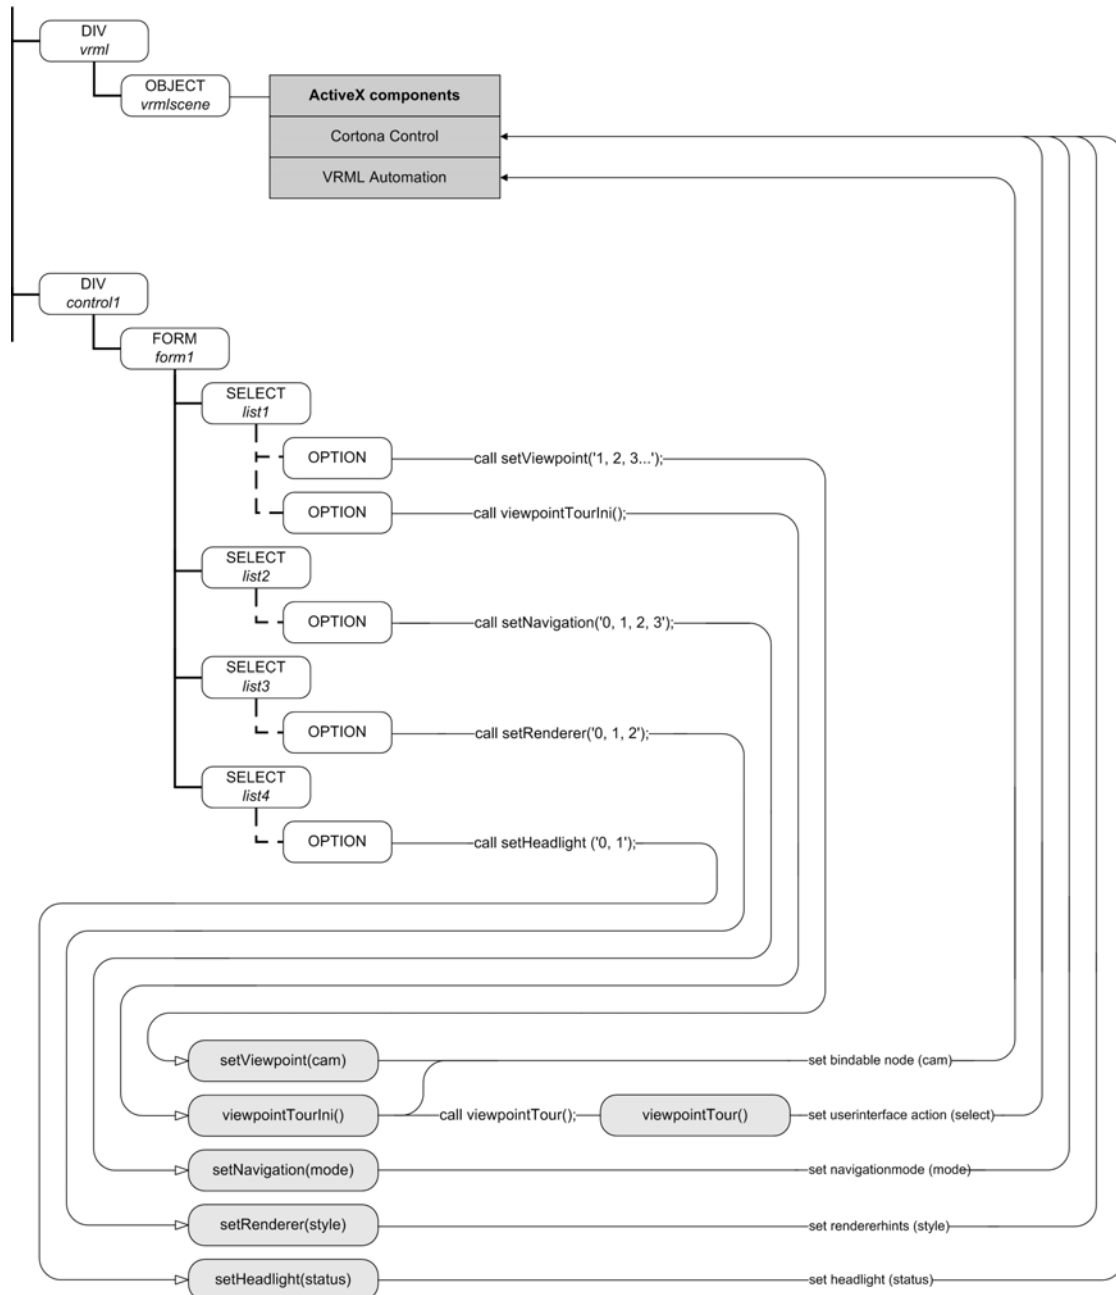 DIV
vrml
OBJECT
vrmlscene
ActiveX components
Cortona Control
VRML Automation
DIV
control1
FORM
form1
SELECT
list1
OPTION
call setViewpoint('1, 2, 3...');
OPTION
call viewpointTourIni();
SELECT
list2
OPTION
call setNavigation('0, 1, 2, 3');
SELECT
list3
OPTION
call setRenderer('0, 1, 2');
SELECT
list4
OPTION
call setHeadlight ('0, 1');
setViewpoint(cam)
set bindable node (cam)
viewpointTourIni()
call viewpointTour();
viewpointTour()
set userinterface action (select)
setNavigation(mode)
set navigationmode (mode)
setRenderer(style)
set rendererhints (style)
setHeadlight(status)
set headlight (status)